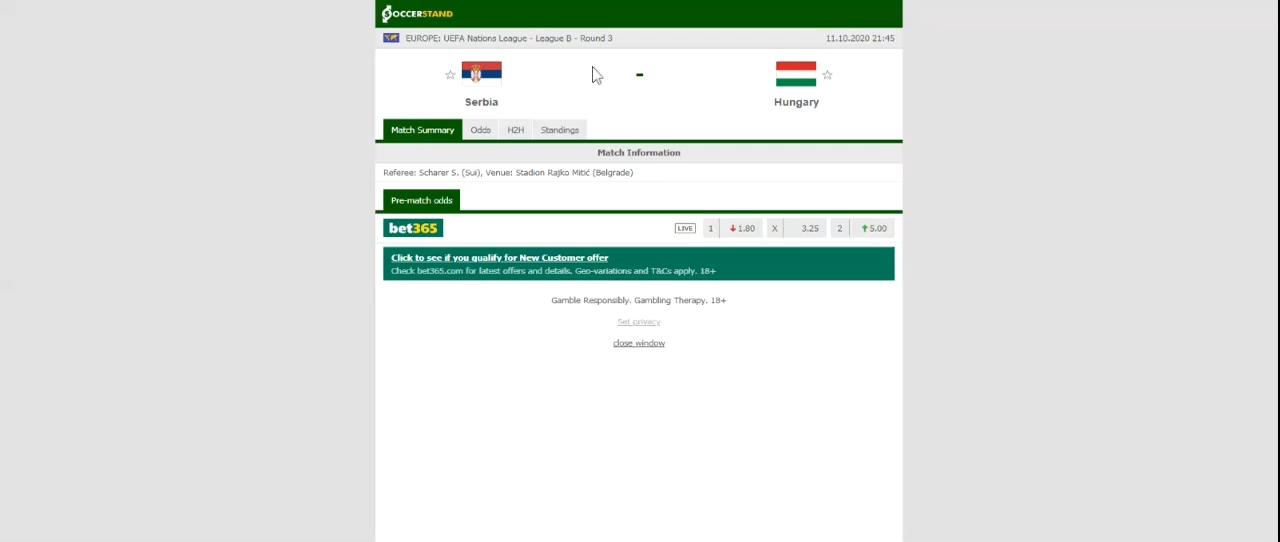 SOCCERSTAND
EUROPE: UEFA Nations League - League B - Round 3 11.10.2020 21:45
Serbia Hungary
Match Summary Odds H2H Standings
Match Information
Referee: Scharer S. (Sui), Venue: Stadion Rajko Mitić (Belgrade)
Pre-match odds
bet365 LIVE 1 1.80 X 3.25 2 5.00
Click to see if you qualify for New Customer offer
Check bet365.com for latest offers and details. Geo-variations and T&Cs apply. 18+
Gamble Responsibly. Gambling Therapy. 18+
Set privacy
close window